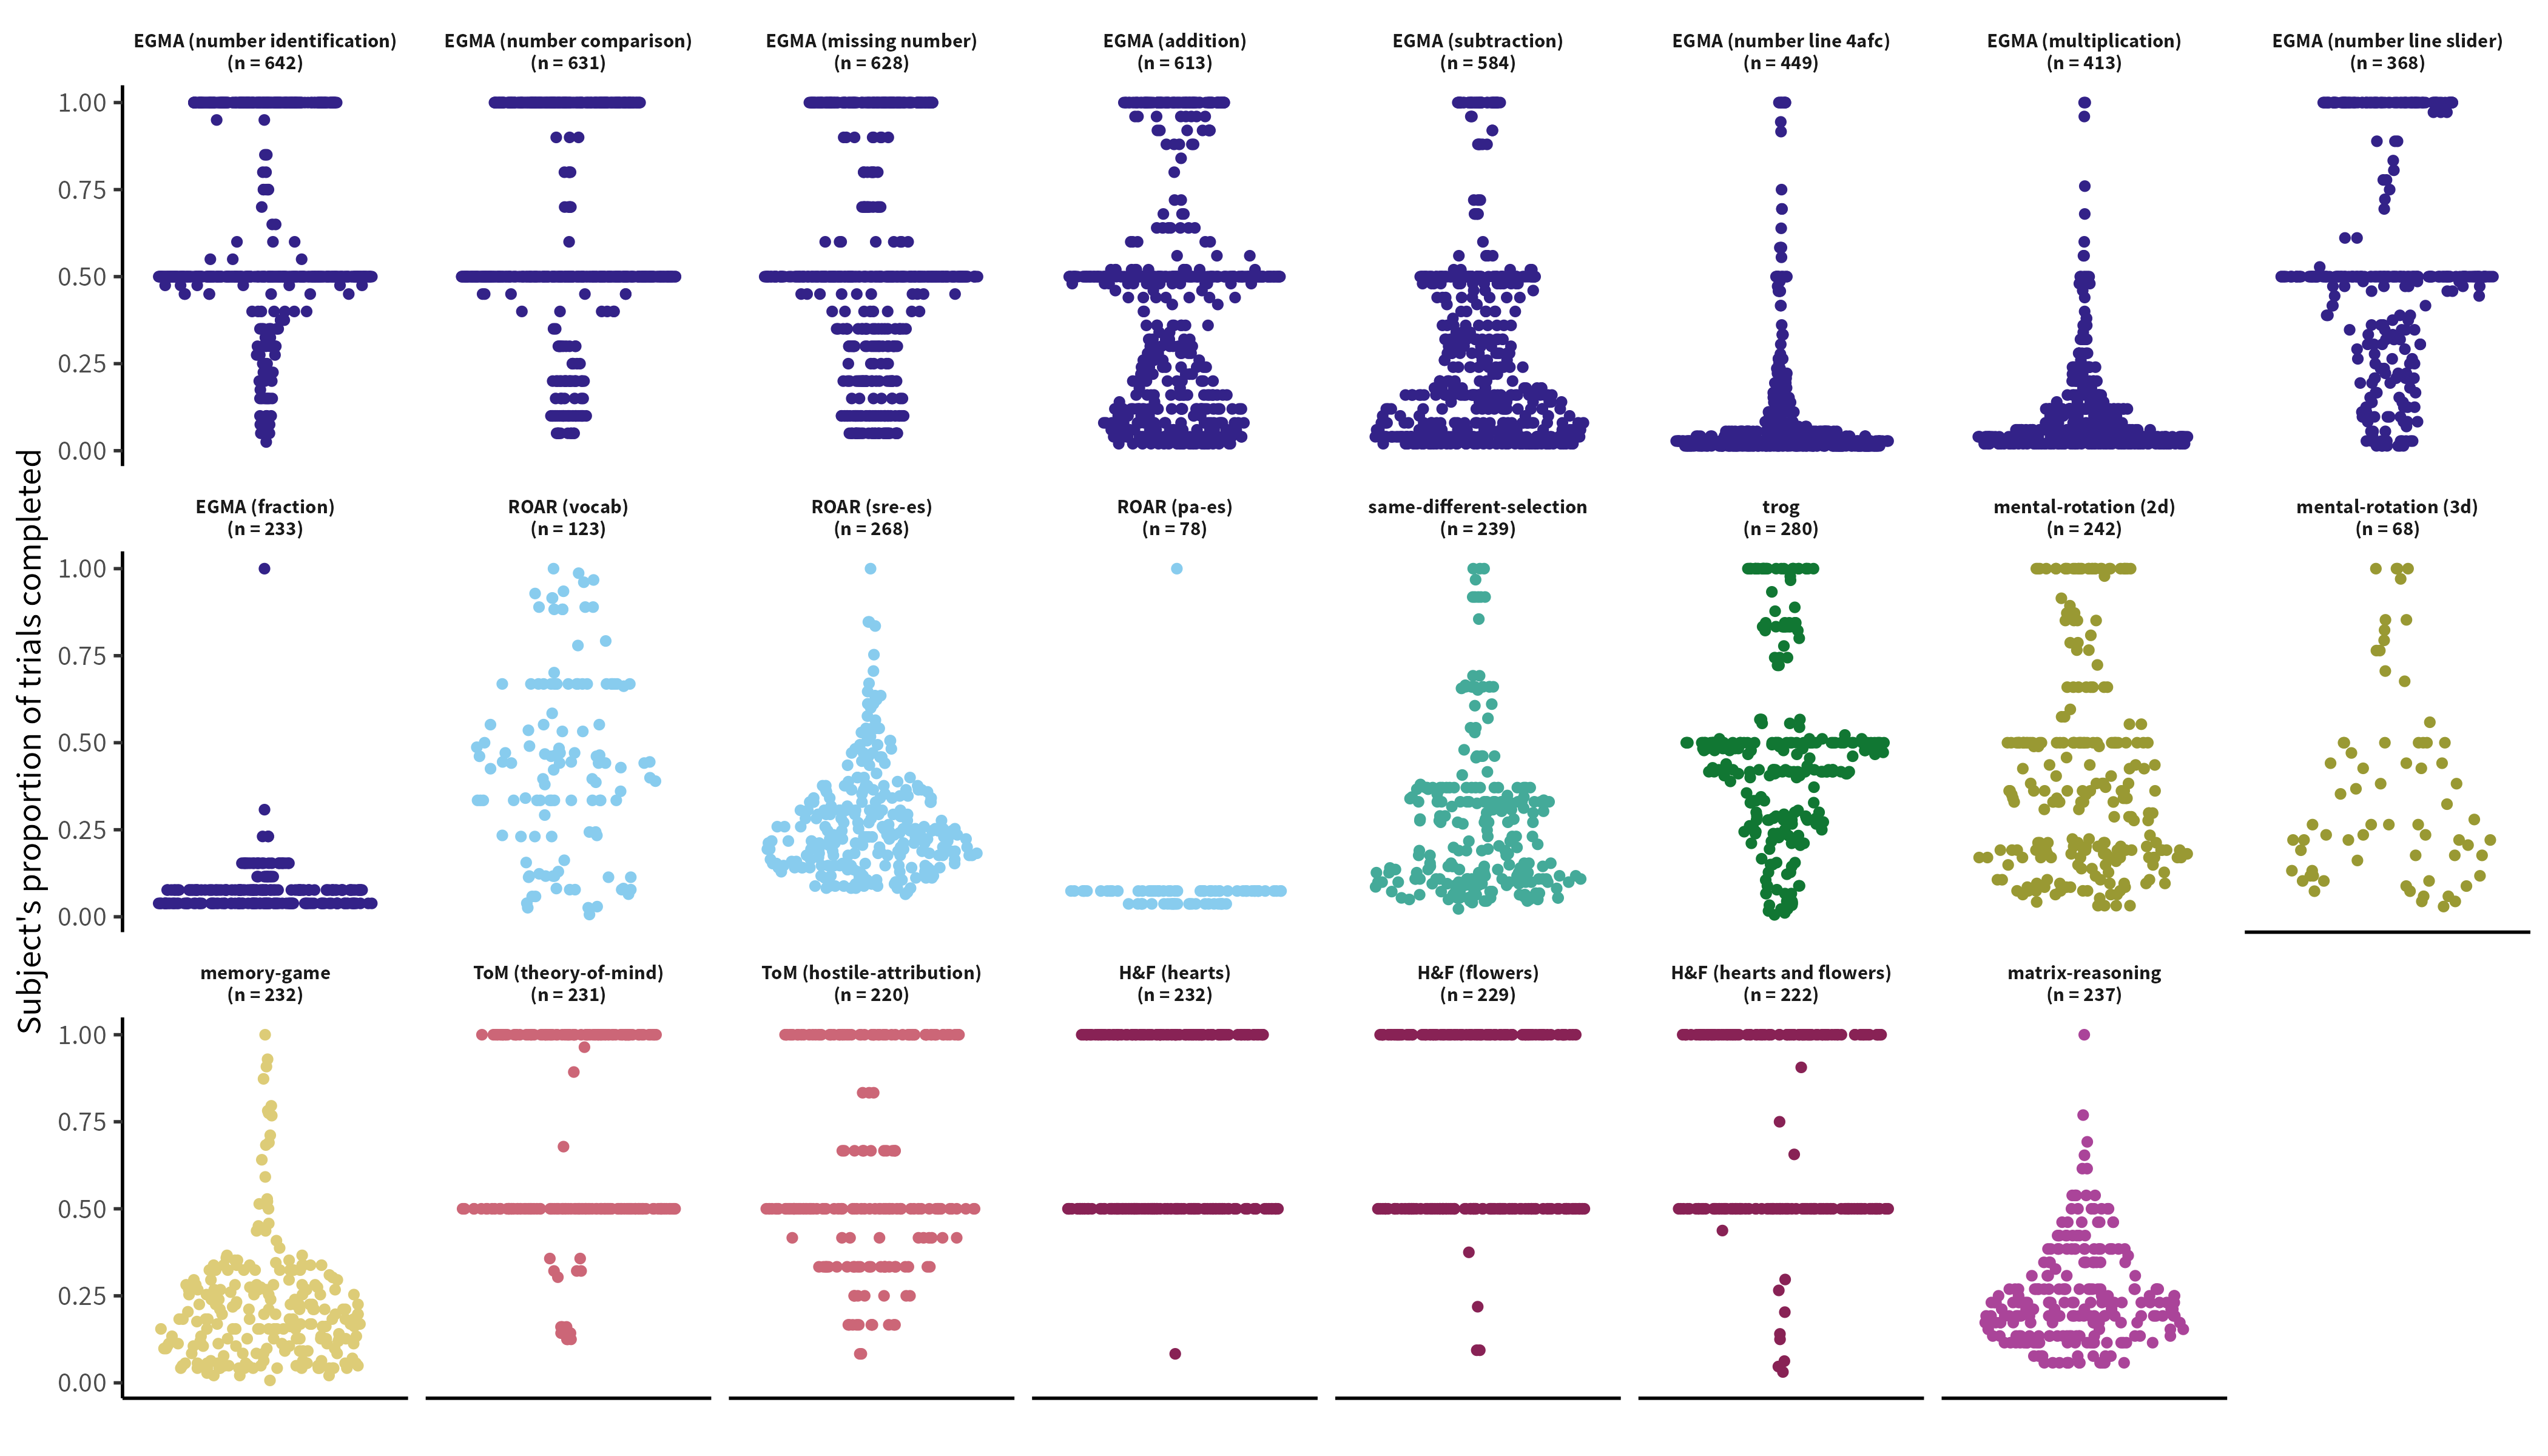 Subject's proportion of trials completed
EGMA (number identification)
(n = 642)
EGMA (number comparison)
(n = 631)
EGMA (missing number)
(n = 628)
EGMA (addition)
(n = 613)
EGMA (subtraction)
(n = 584)
EGMA (number line 4afc)
(n = 449)
EGMA (multiplication)
(n = 413)
EGMA (number line slider)
(n = 368)
1.00
0.75
0.50
0.25
0.00
EGMA (fraction)
(n = 233)
ROAR (vocab)
(n = 123)
ROAR (sre-es)
(n = 268)
ROAR (pa-es)
(n = 78)
same-different-selection
(n = 239)
trog
(n = 280)
mental-rotation (2d)
(n = 242)
mental-rotation (3d)
(n = 68)
1.00
0.75
0.50
0.25
0.00
memory-game
(n = 232)
ToM (theory-of-mind)
(n = 231)
ToM (hostile-attribution)
(n = 220)
H&F (hearts)
(n = 232)
H&F (flowers)
(n = 229)
H&F (hearts and flowers)
(n = 222)
matrix-reasoning
(n = 237)
1.00
0.75
0.50
0.25
0.00